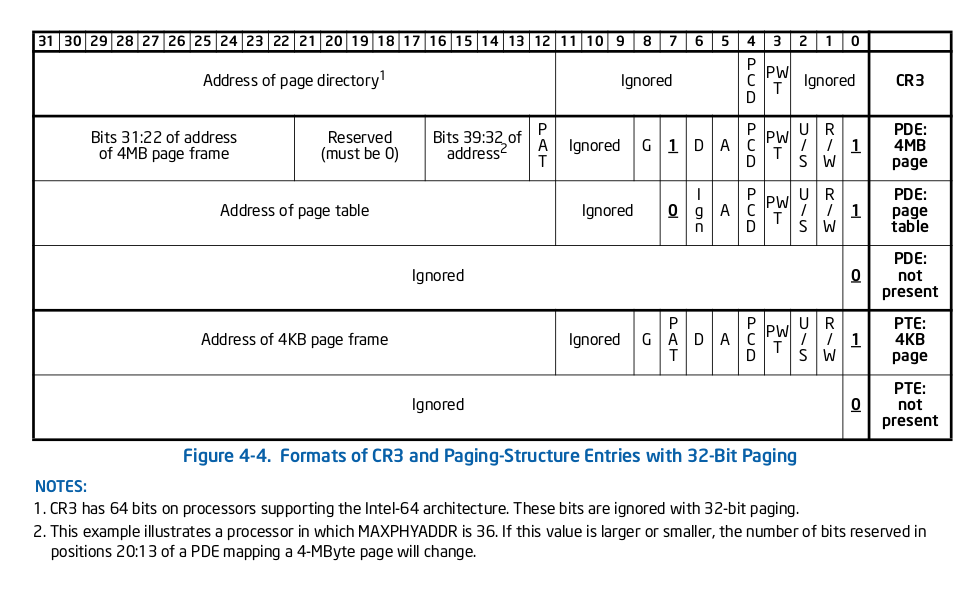 31 30 29 28 27 26 25 24 23 22 21 20 19 18 17 16 15 14 13 12 11 10 9 8 7 6 5 4 3 2 1 0
Address of page directory1 Ignored PCD PWT Ignored CR3
Bits 31:22 of address of 4MB page frame Reserved (must be 0) Bits 39:32 of address2 PAT Ignored G 1 D A PCD PWT U/S R/W 1 PDE: 4MB page
Address of page table Ignored 0 Ign A PCD PWT U/S R/W 1 PDE: page table
Ignored 0 PDE: not present
Address of 4KB page frame Ignored G PAT D A PCD PWT U/S R/W 1 PTE: 4KB page
Ignored 0 PTE: not present
Figure 4-4. Formats of CR3 and Paging-Structure Entries with 32-Bit Paging
NOTES:
1. CR3 has 64 bits on processors supporting the Intel-64 architecture. These bits are ignored with 32-bit paging.
2. This example illustrates a processor in which MAXPHYADDR is 36. If this value is larger or smaller, the number of bits reserved in
positions 20:13 of a PDE mapping a 4-MByte page will change.